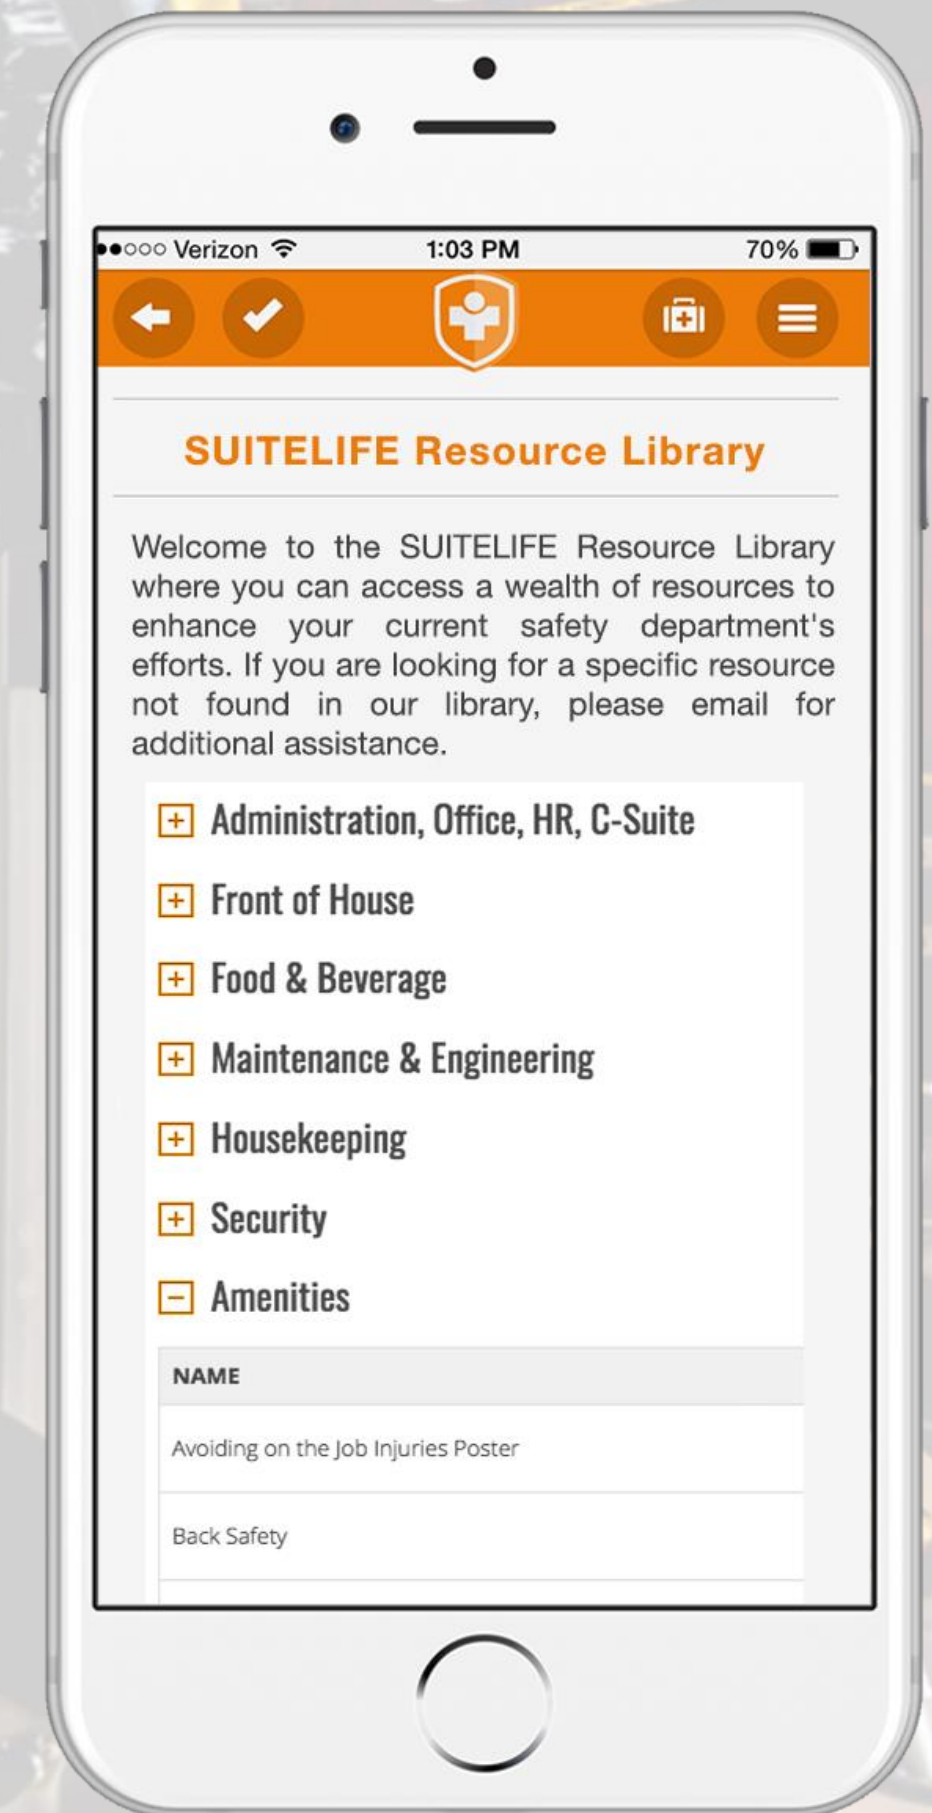 Verizon 1:03 PM 70%
SUITELIFE Resource Library
Welcome to the SUITELIFE Resource Library
where you can access a wealth of resources to
enhance your current safety department's
efforts. If you are looking for a specific resource
not found in our library, please email for
additional assistance.
Administration, Office, HR, C-Suite
Front of House
Food & Beverage
Maintenance & Engineering
Housekeeping
Security
Amenities
NAME
Avoiding on the Job Injuries Poster
Back Safety